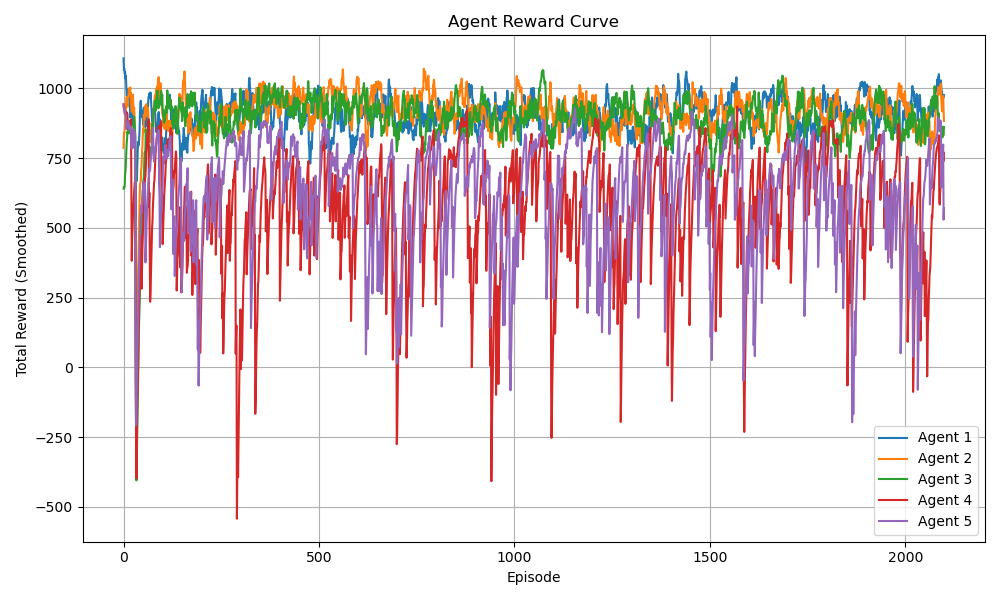 Agent Reward Curve
Total Reward (Smoothed)
1000
750
500
250
0
−250
−500
0
500
1000
1500
2000
Episode
Agent 1
Agent 2
Agent 3
Agent 4
Agent 5